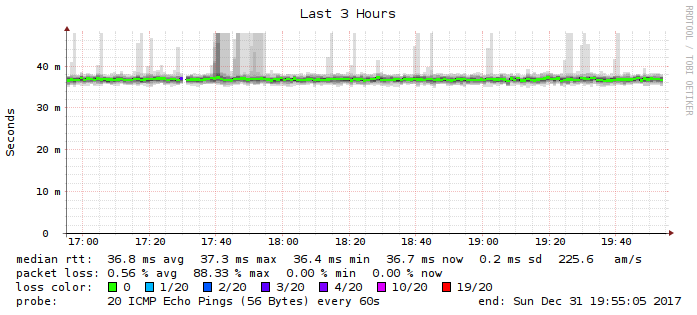 Last 3 Hours
RRDTOOL / TOBI OETIKER
Seconds
40 m
30 m
20 m
10 m
0
17:00 17:20 17:40 18:00 18:20 18:40 19:00 19:20 19:40
median rtt: 36.8 ms avg 37.3 ms max 36.4 ms min 36.7 ms now 0.2 ms sd 225.6 am/s
packet loss: 0.56 % avg 88.33 % max 0.00 % min 0.00 % now
loss color: 0 1/20 2/20 3/20 4/20 10/20 19/20
probe: 20 ICMP Echo Pings (56 Bytes) every 60s end: Sun Dec 31 19:55:05 2017